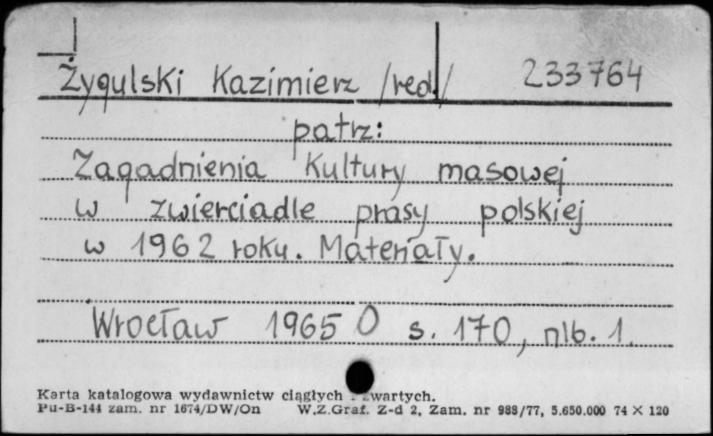 Żygulski Kazimierz /red./ 233764
patrz:
Zagadnienia Kultury masowej
w zwierciadle prasy polskiej
w 1962 roku. Materiały.
Wrocław 1965 O s. 170, nlb. 1.
Karta katalogowa wydawnictw ciągłych i zwartych.
Pu-B-144 zam. nr 1674/DW/On W.Z.Graf. Z-d 2, Zam. nr 988/77, 5.650.000 74 X 120